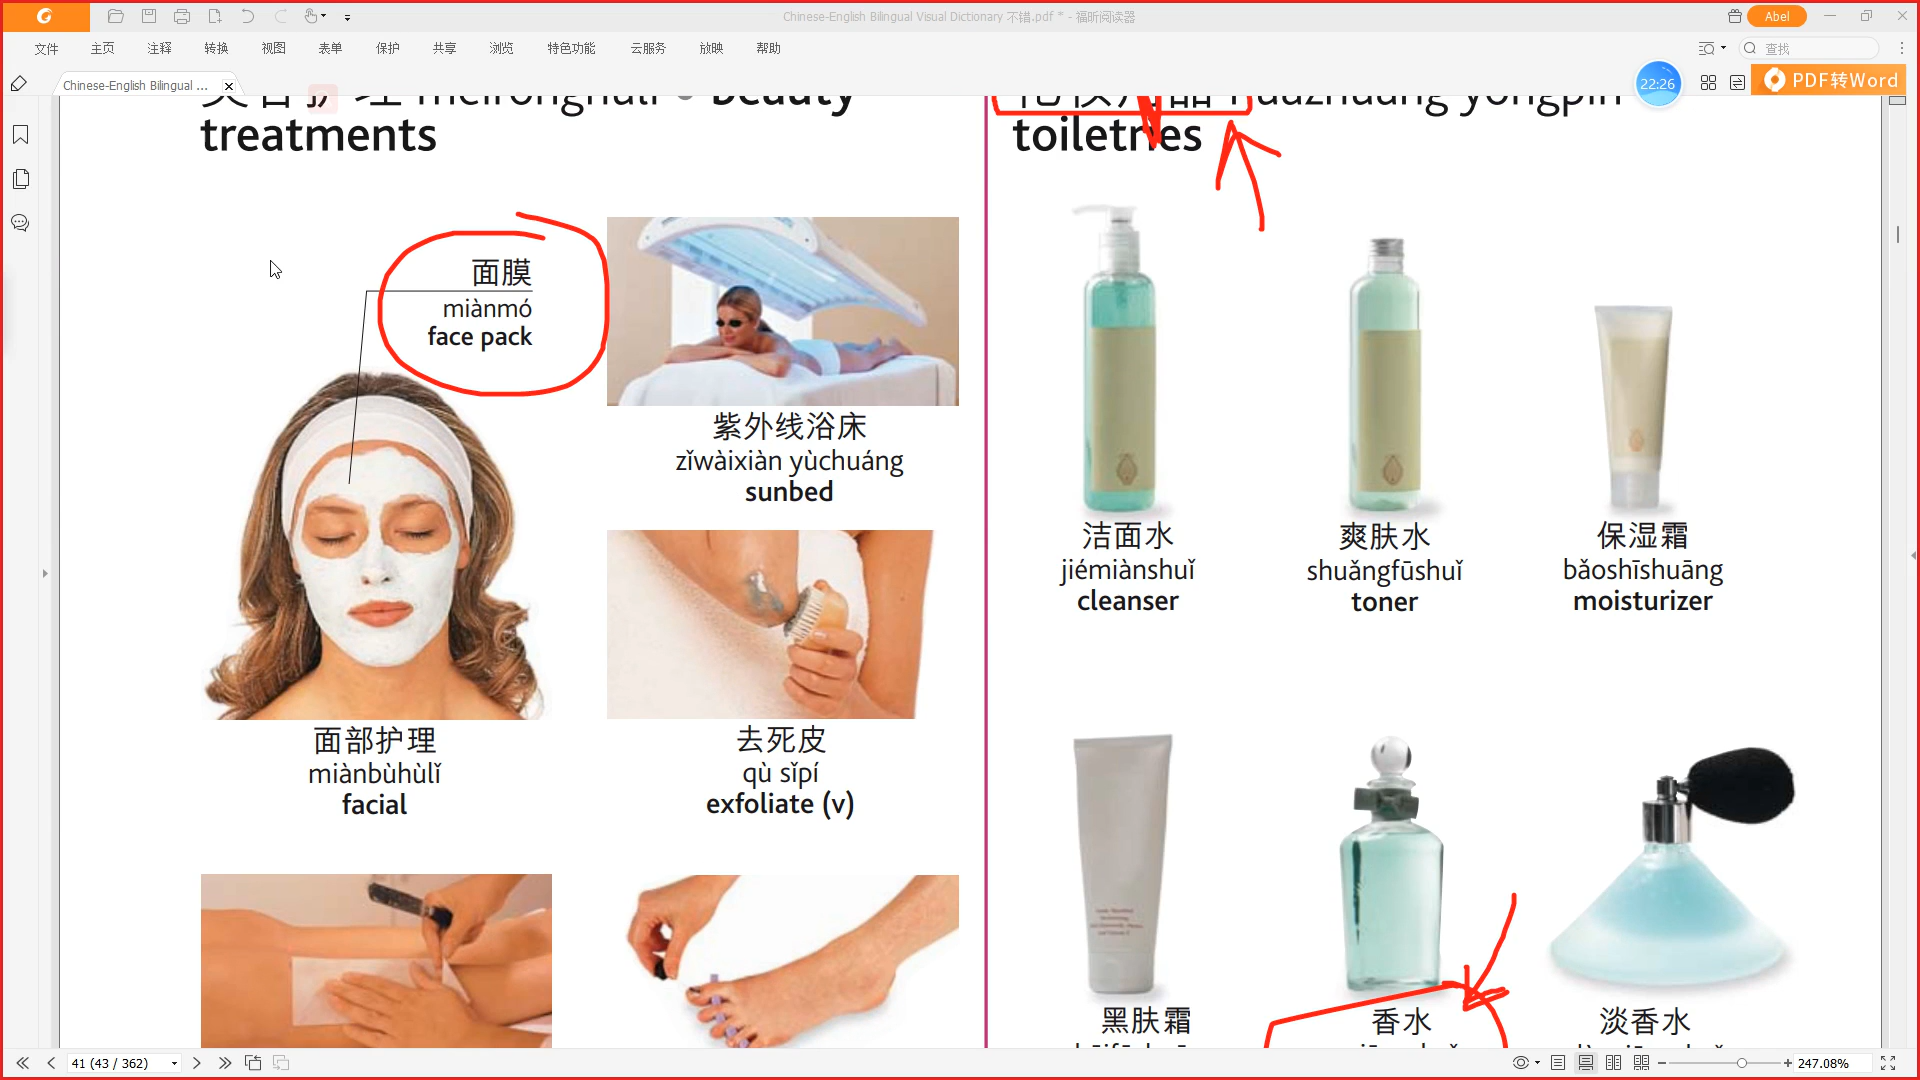 Chinese-English Bilingual Visual Dictionary 不错.pdf * - 福昕阅读器
Abel
文件 主页 注释 转换 视图 表单 保护 共享 浏览 特色功能 云服务 放映 帮助
查找
Chinese-English Bilingual ...
22:26
PDF转Word
beauty
treatments
面膜
miànmó
face pack
紫外线浴床
zǐwàixiàn yùchuáng
sunbed
面部护理
miànbùhùlǐ
facial
去死皮
qù sǐpí
exfoliate (v)
yongpin
洁面水
jiémiànshuǐ
cleanser
爽肤水
shuǎngfūshuǐ
toner
保湿霜
bǎoshīshuāng
moisturizer
黑肤霜
香水
淡香水
41 (43 / 362)
247.08%